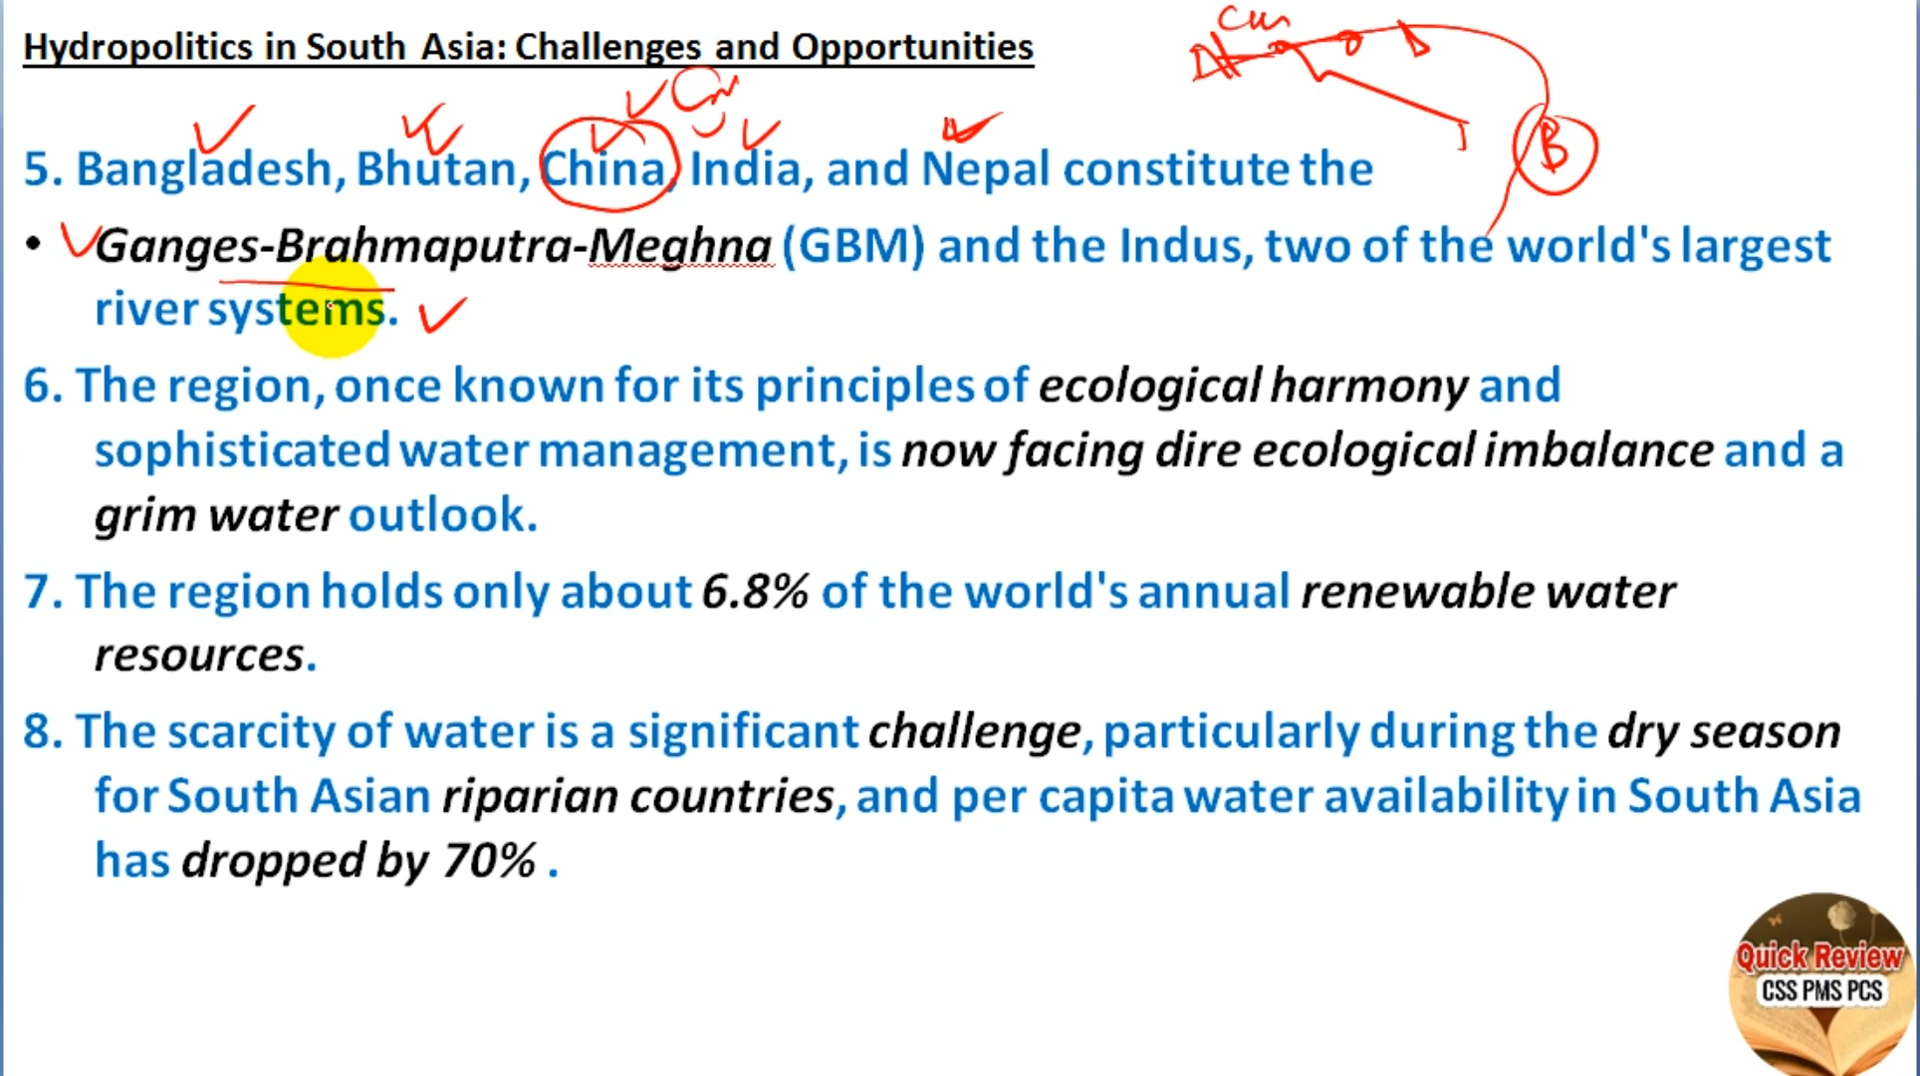 Hydropolitics in South Asia: Challenges and Opportunities
5. Bangladesh, Bhutan, China, India, and Nepal constitute the
• Ganges-Brahmaputra-Meghna (GBM) and the Indus, two of the world's largest
river systems.
6. The region, once known for its principles of ecological harmony and
sophisticated water management, is now facing dire ecological imbalance and a
grim water outlook.
7. The region holds only about 6.8% of the world's annual renewable water
resources.
8. The scarcity of water is a significant challenge, particularly during the dry season
for South Asian riparian countries, and per capita water availability in South Asia
has dropped by 70% .
B
Quick Review
CSS PMS PCS